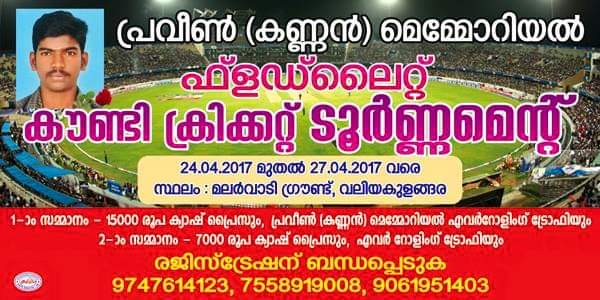 പ്രവീൺ (കണ്ണൻ) മെമ്മോറിയൽ
ഫ്ളഡ്ലൈറ്റ്
കൗണ്ടി ക്രിക്കറ്റ് ടൂർണ്ണമെന്റ്
24.04.2017 മുതൽ 27.04.2017 വരെ
സ്ഥലം : മലർവാടി ഗ്രൗണ്ട്, വലിയകുളങ്ങര
1-ാം സമ്മാനം – 15000 രൂപ ക്യാഷ് പ്രൈസും, പ്രവീൺ (കണ്ണൻ) മെമ്മോറിയൽ എവർറോളിംഗ് ട്രോഫിയും
2-ാം സമ്മാനം – 7000 രൂപ ക്യാഷ് പ്രൈസും, എവർ റോളിംഗ് ട്രോഫിയും
രജിസ്ട്രേഷന് ബന്ധപ്പെടുക
9747614123, 7558919008, 9061951403